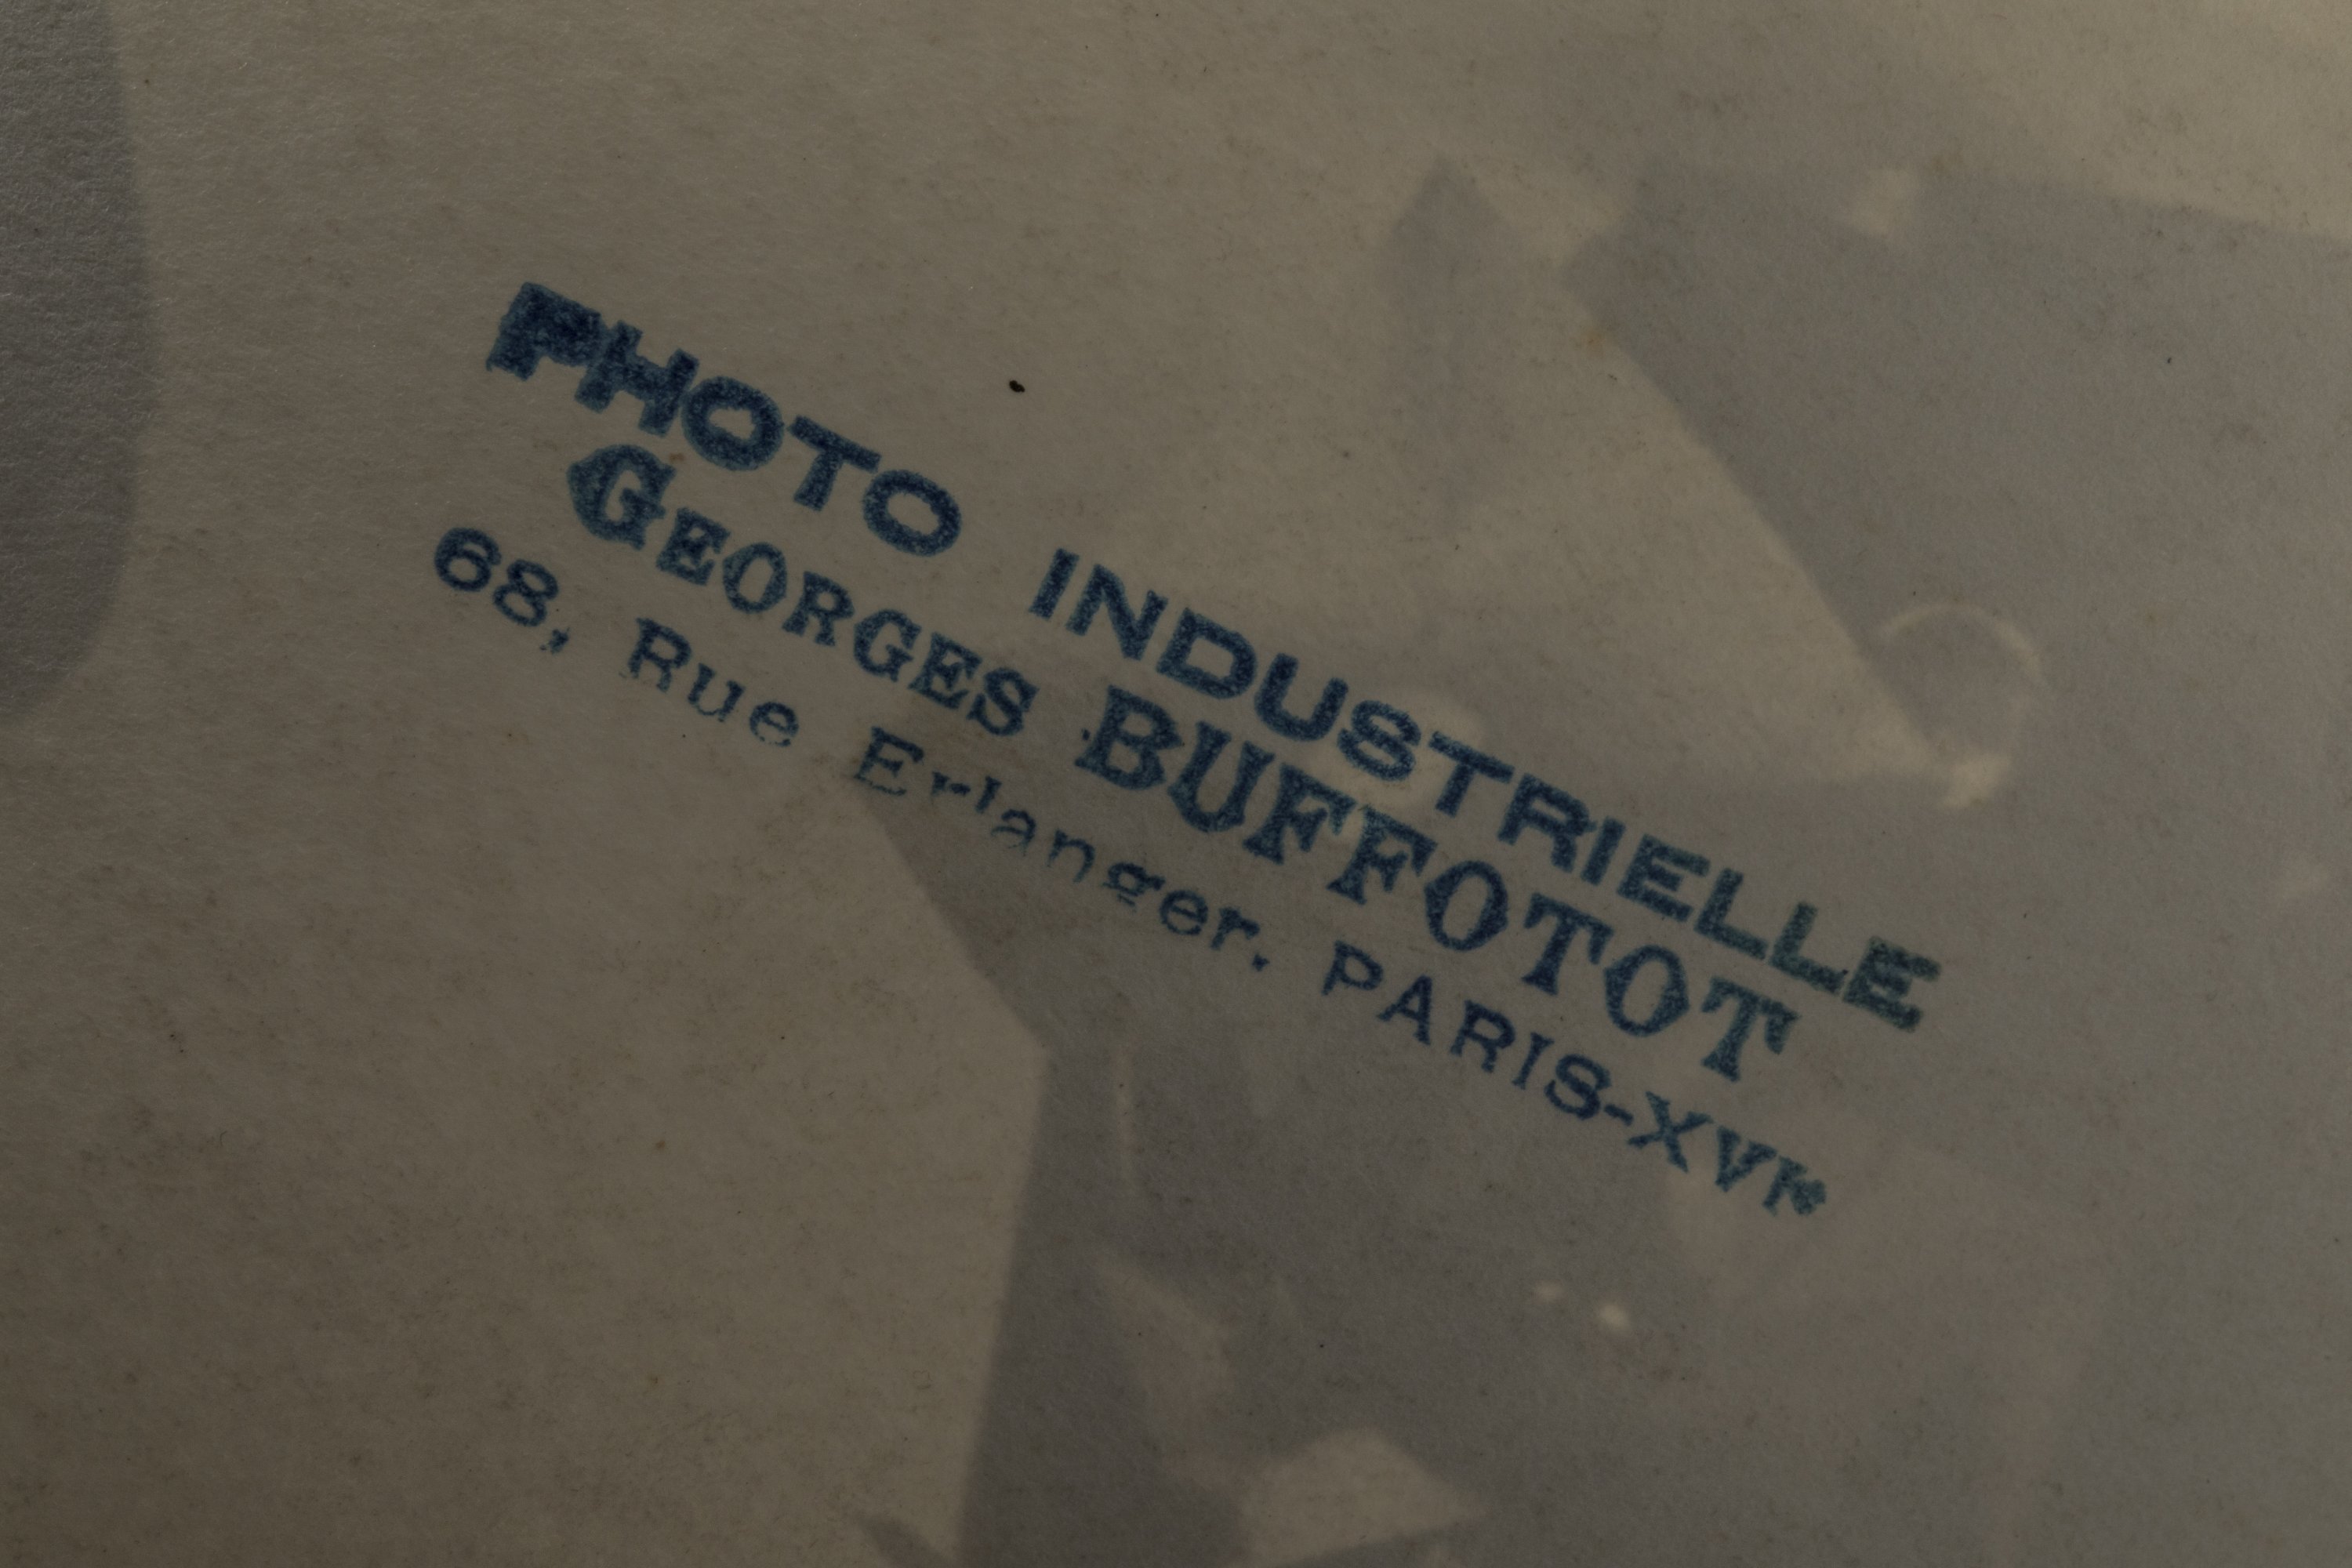 PHOTO INDUSTRIELLE
GEORGES BUFFOTOT
68, Rue Erlanger. PARIS-XVIe